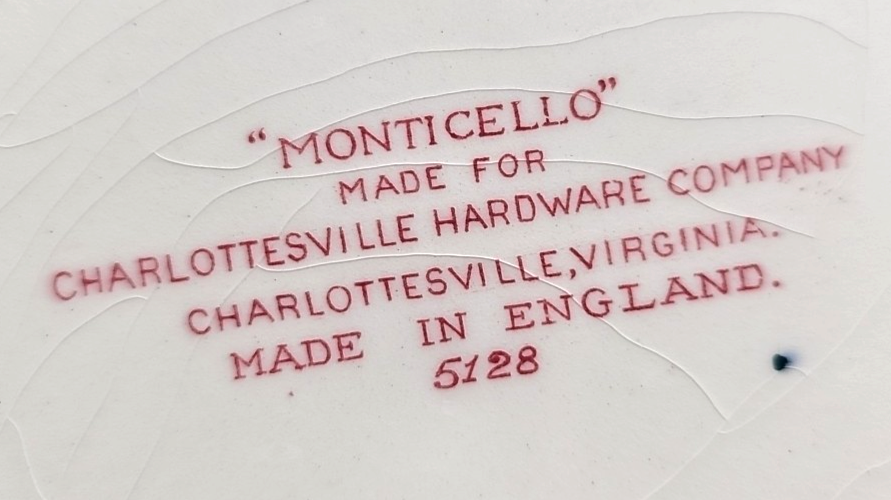 “MONTICELLO”
MADE FOR
CHARLOTTESVILLE HARDWARE COMPANY
CHARLOTTESVILLE, VIRGINIA.
MADE IN ENGLAND.
5128